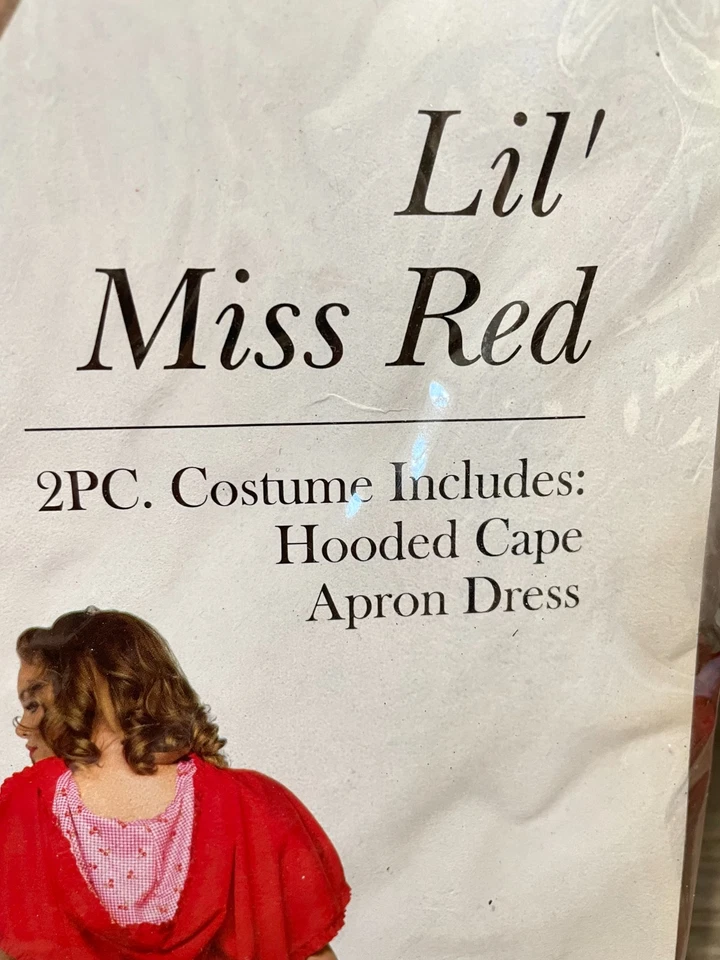 Lil'
Miss Red
2PC. Costume Includes:
Hooded Cape
Apron Dress